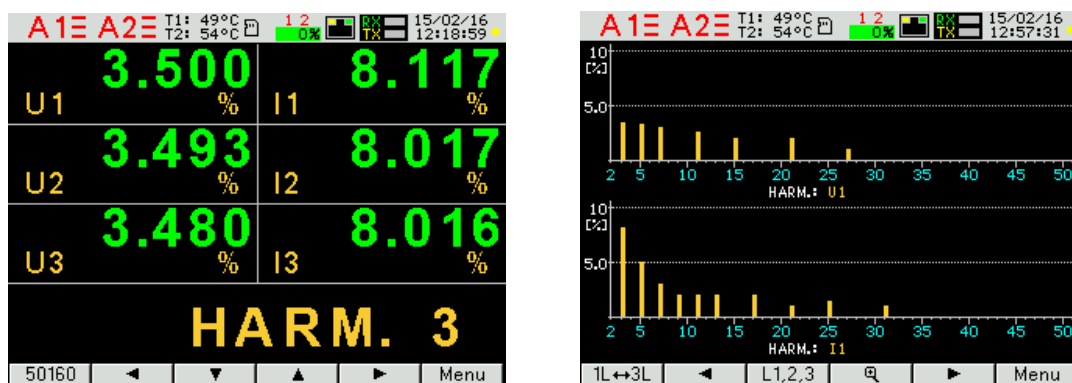 A1 A2 T1: 49°C T2: 54°C 1 2 0% RX TX 15/02/16 12:18:59
U1 3.500 % I1 8.117 %
U2 3.493 % I2 8.017 %
U3 3.480 % I3 8.016 %
HARM. 3
50160 ◄ ▼ ▲ ► Menu
A1 A2 T1: 49°C T2: 54°C 1 2 0% RX TX 15/02/16 12:57:31
10
[%]
5.0
2 5 10 15 20 25 30 35 40 45 50
HARM.: U1
10
[%]
5.0
2 5 10 15 20 25 30 35 40 45 50
HARM.: I1
1L↔3L ◄ L1,2,3 ► Menu